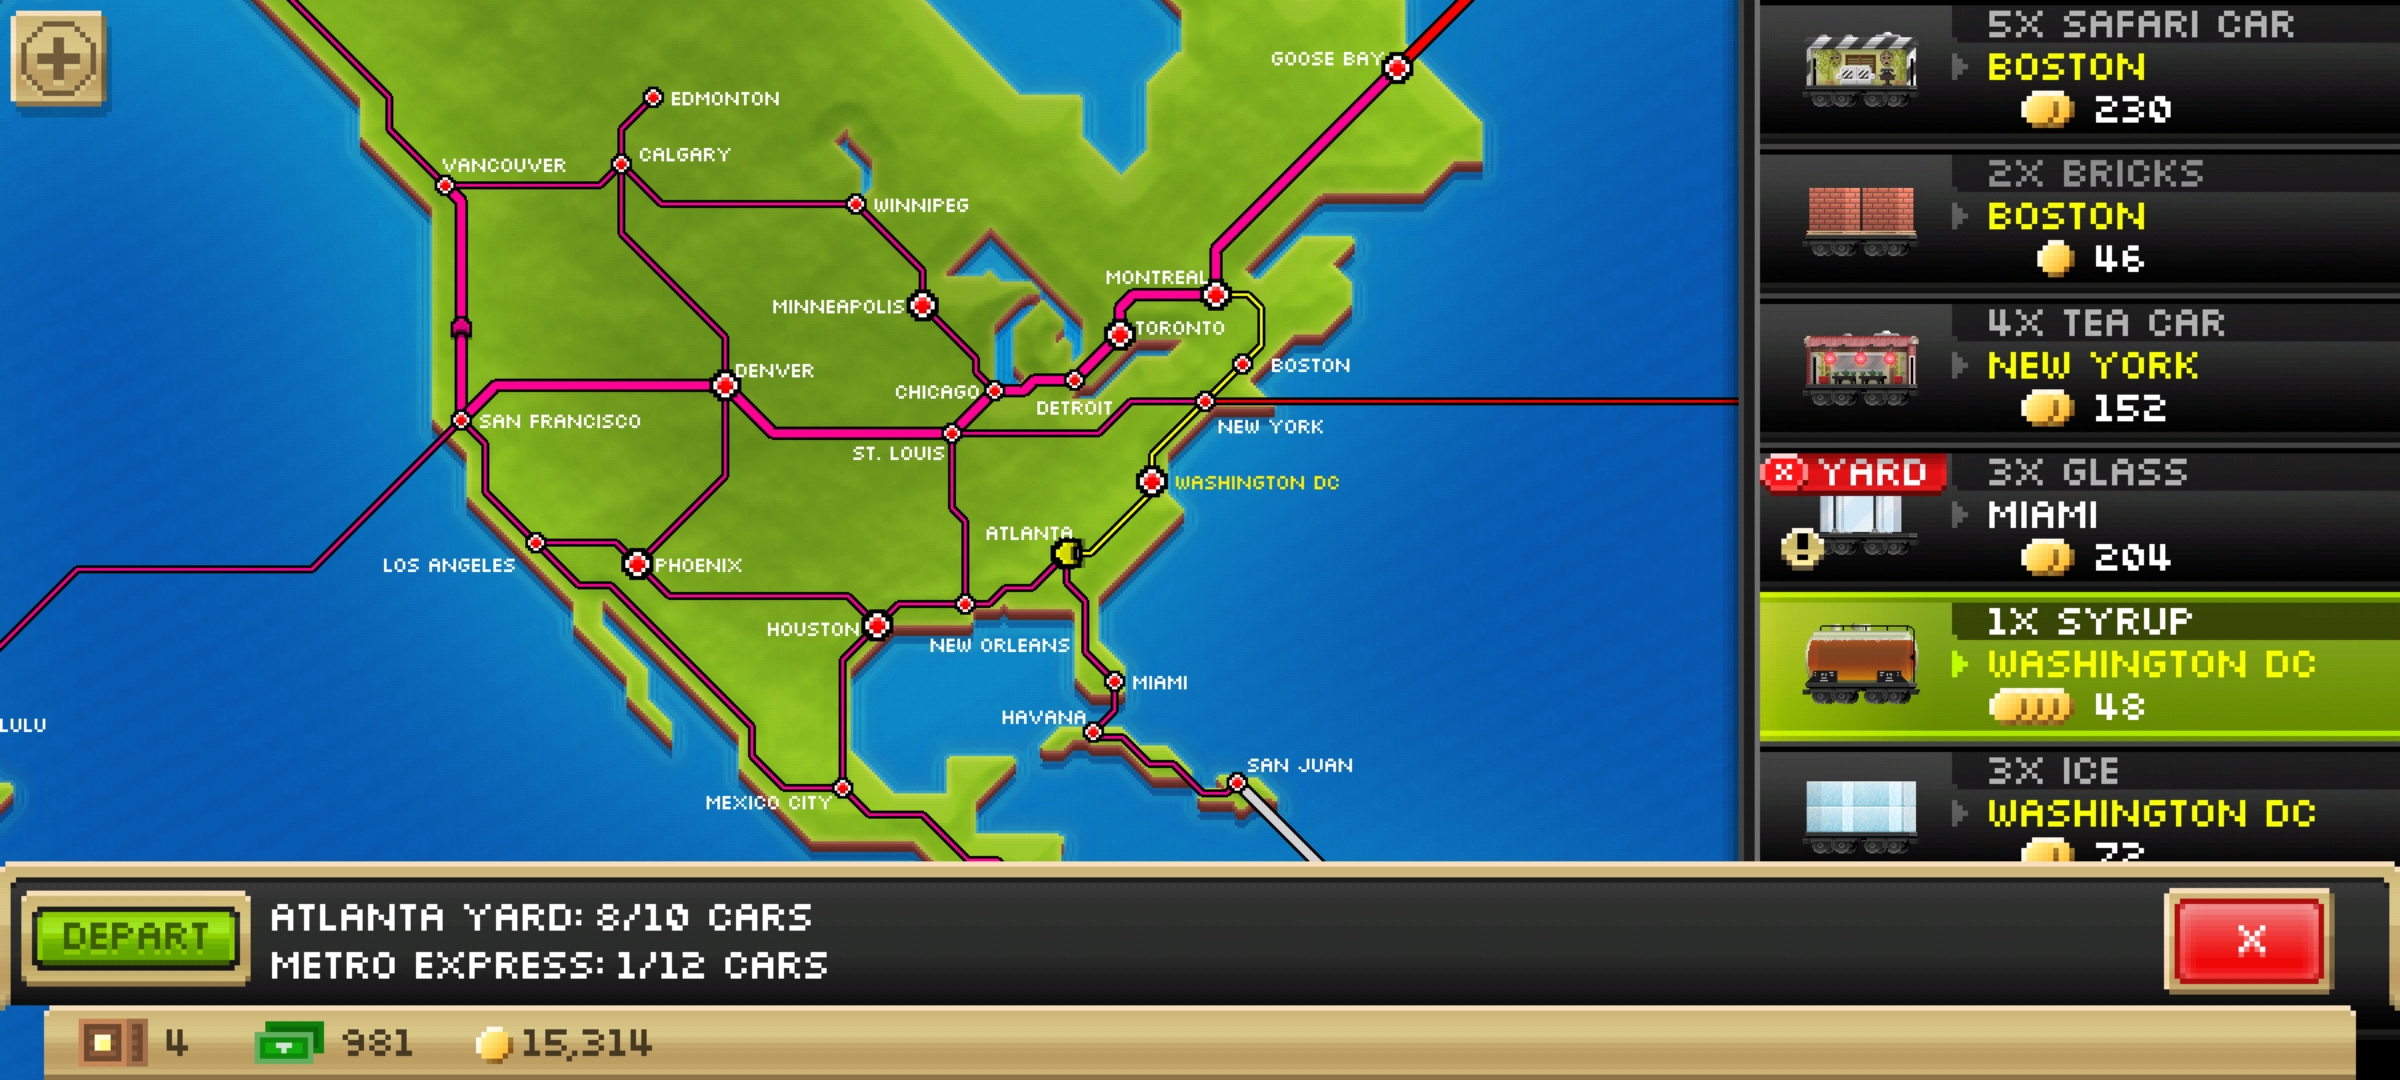 GOOSE BAY
EDMONTON
CALGARY
VANCOUVER
WINNIPEG
MONTREAL
MINNEAPOLIS
TORONTO
BOSTON
DENVER
CHICAGO
DETROIT
SAN FRANCISCO
NEW YORK
ST. LOUIS
WASHINGTON DC
ATLANTA
LOS ANGELES
PHOENIX
HOUSTON
NEW ORLEANS
MIAMI
HAVANA
LULU
SAN JUAN
MEXICO CITY
5X SAFARI CAR
BOSTON
230
2X BRICKS
BOSTON
46
4X TEA CAR
NEW YORK
152
X YARD
3X GLASS
MIAMI
204
1X SYRUP
WASHINGTON DC
48
3X ICE
WASHINGTON DC
72
DEPART
ATLANTA YARD: 8/10 CARS
METRO EXPRESS: 1/12 CARS
X
4
981
15,314